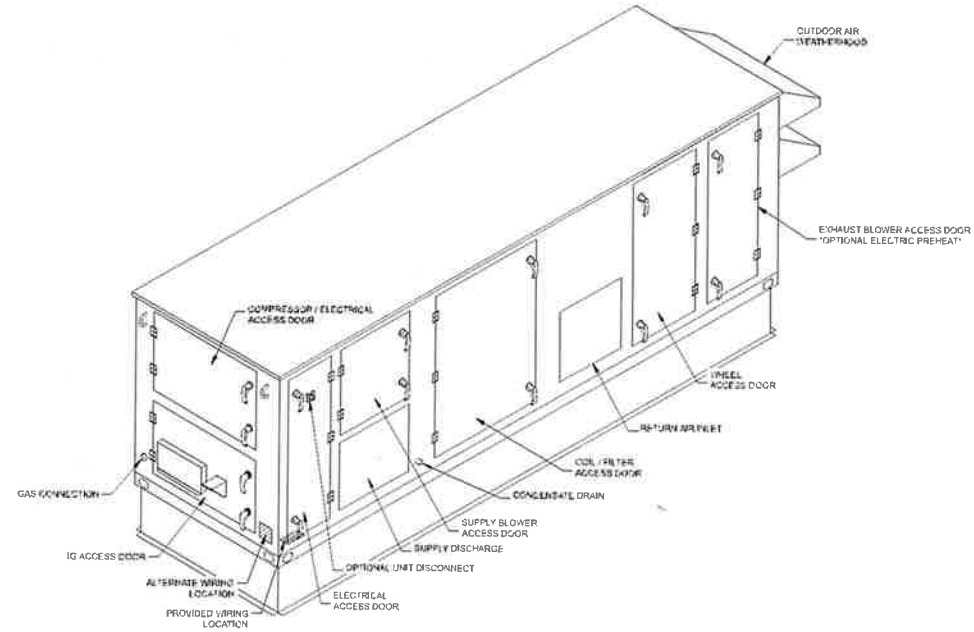 OUTDOOR AIR
WEATHERHOOD
EXHAUST BLOWER ACCESS DOOR
"OPTIONAL ELECTRIC PREHEAT"
COMPRESSOR / ELECTRICAL
ACCESS DOOR
WHEEL
ACCESS DOOR
RETURN AIR INLET
COIL / FILTER
ACCESS DOOR
CONDENSATE DRAIN
GAS CONNECTION
SUPPLY BLOWER
ACCESS DOOR
SUPPLY DISCHARGE
IG ACCESS DOOR
OPTIONAL UNIT DISCONNECT
ALTERNATE WIRING
LOCATION
ELECTRICAL
ACCESS DOOR
PROVIDED WIRING
LOCATION